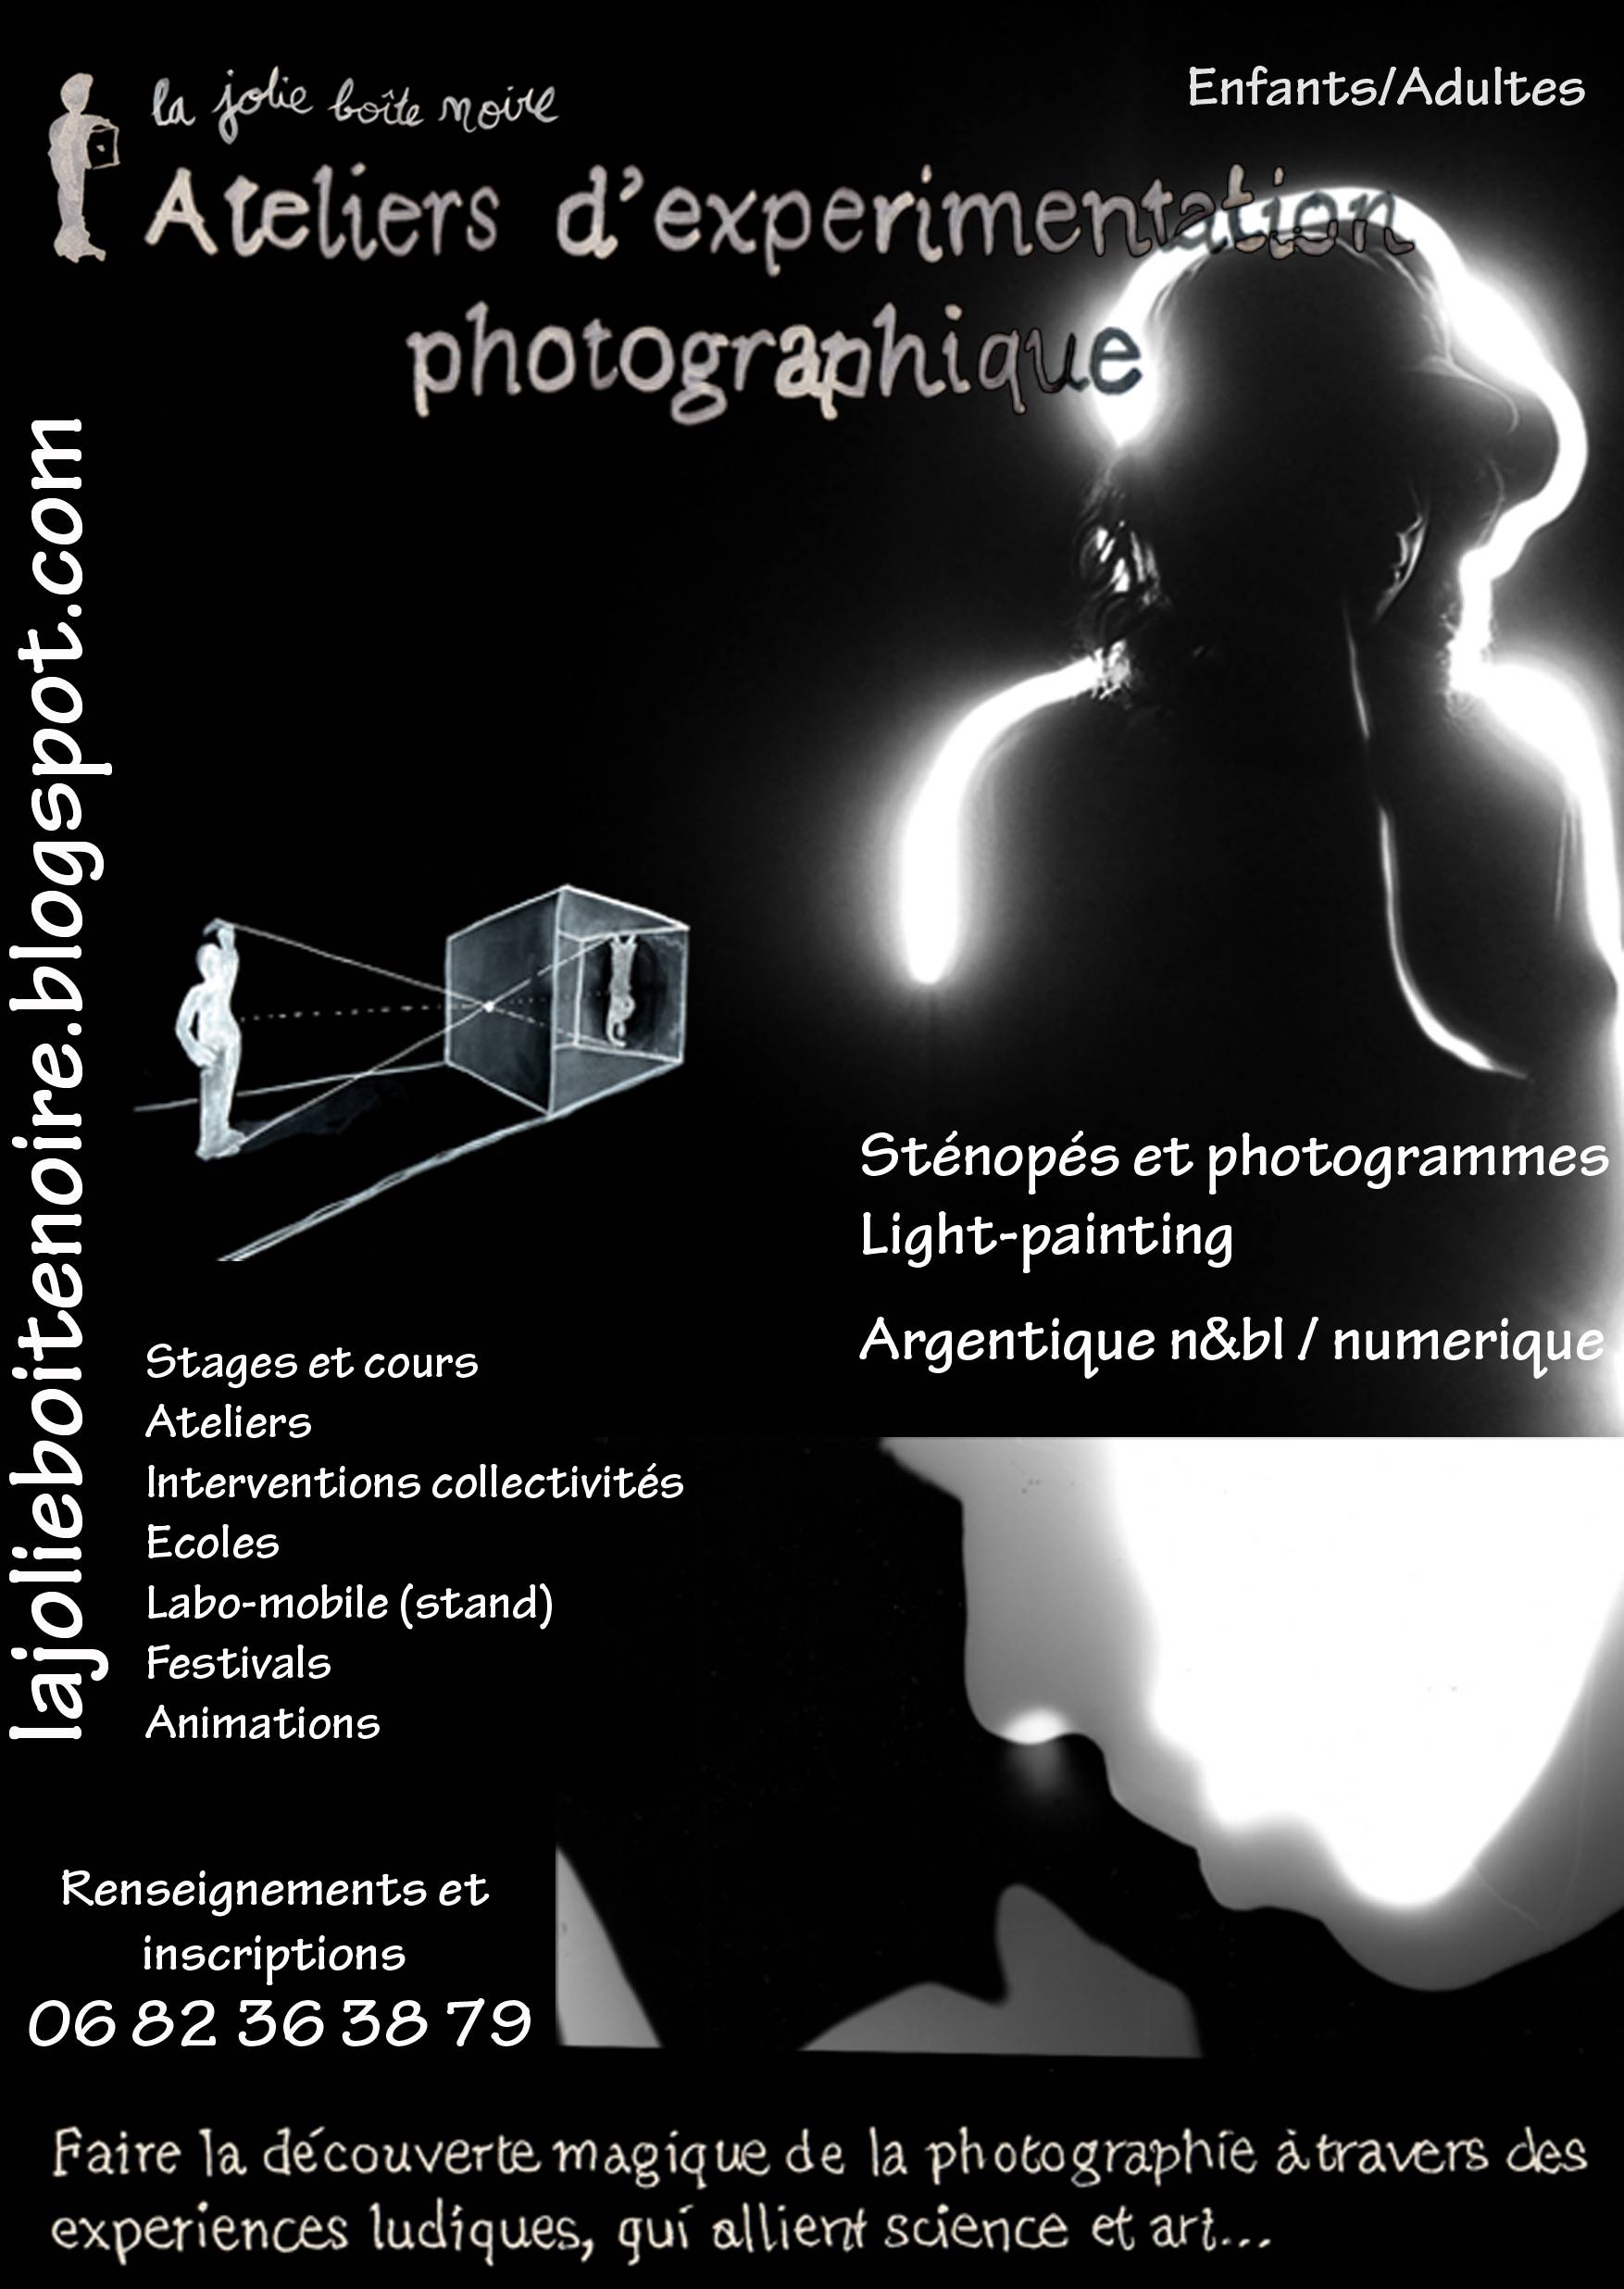 la jolie boîte noire
Enfants/Adultes
Ateliers d'experimentation
photographique
lajolieboitenoire.blogspot.com
Sténopés et photogrammes
Light-painting
Argentique n&bl / numerique
Stages et cours
Ateliers
Interventions collectivités
Ecoles
Labo-mobile (stand)
Festivals
Animations
Renseignements et
inscriptions
06 82 36 38 79
Faire la découverte magique de la photographie à travers des
experiences ludiques, qui allient science et art...